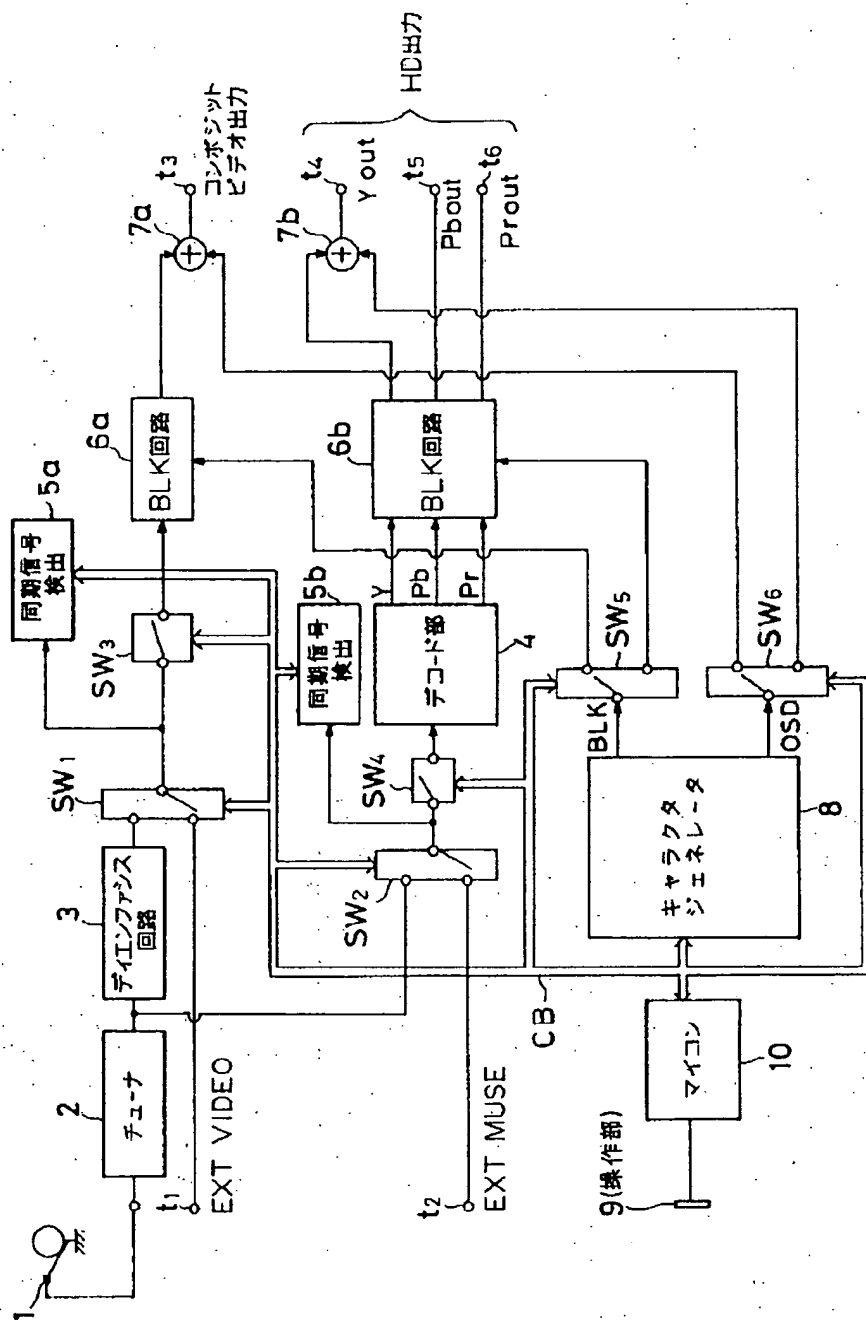 1
2
チューナ
3
ディエンファシス
回路
SW1
t1
EXT VIDEO
5a
同期信号
検出
SW3
6a
BLK回路
7a
t3
コンポジット
ビデオ出力
t2
EXT MUSE
SW2
SW4
5b
同期信号
検出
デコード部
4
Y
Pb
Pr
6b
BLK回路
7b
t4
Y out
t5
Pbout
t6
Prout
HD出力
9(操作部)
マイコン
10
CB
キャラクタ
ジェネレータ
8
BLK
OSD
SW5
SW6